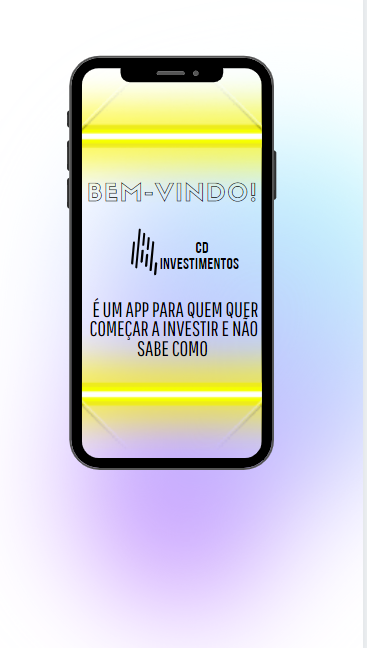 BEM-VINDO!
CD
INVESTIMENTOS
É UM APP PARA QUEM QUER
COMEÇAR A INVESTIR E NÃO
SABE COMO